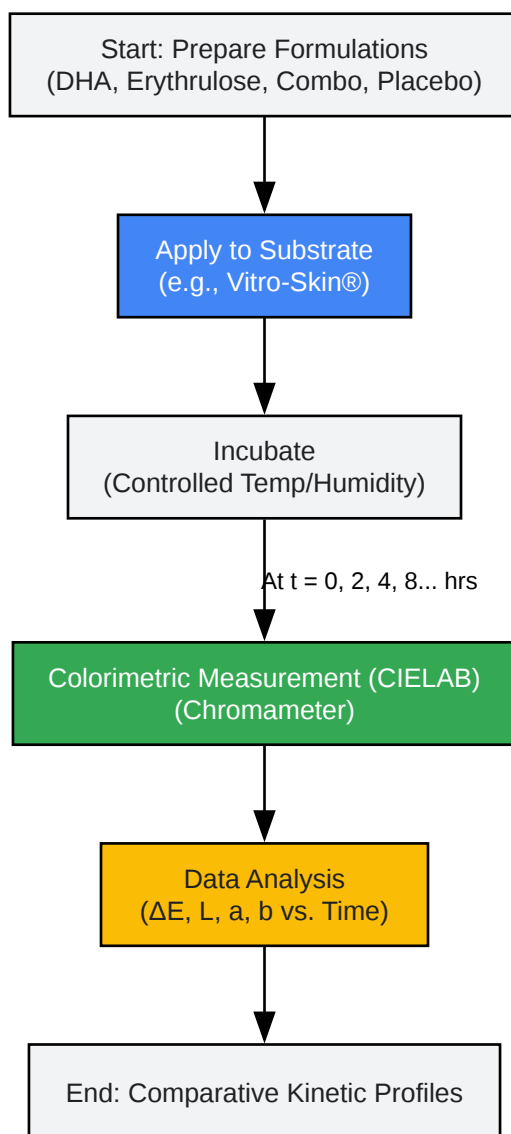 Start: Prepare Formulations
(DHA, Erythrulose, Combo, Placebo)
Apply to Substrate
(e.g., Vitro-Skin®)
Incubate
(Controlled Temp/Humidity)
At t = 0, 2, 4, 8... hrs
Colorimetric Measurement (CIELAB)
(Chromameter)
Data Analysis
(ΔE, L, a, b vs. Time)
End: Comparative Kinetic Profiles